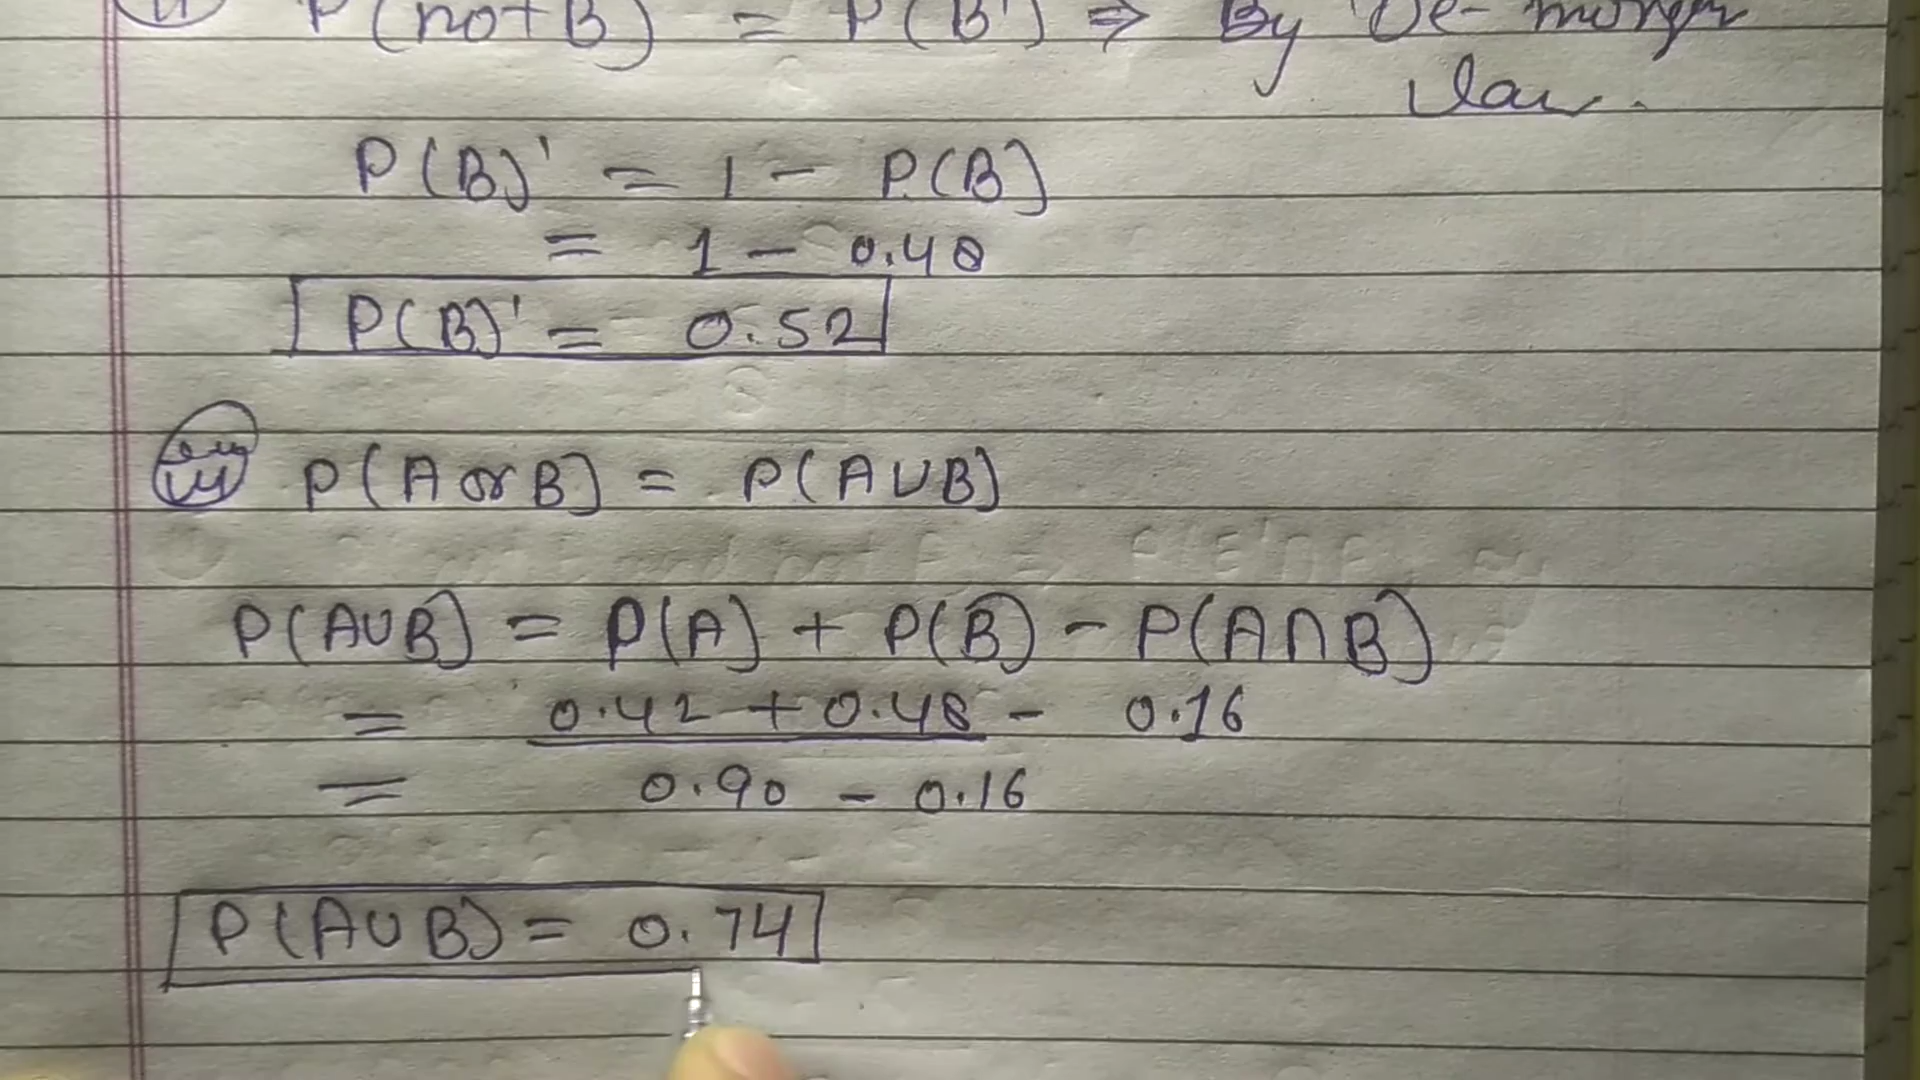 (ii) P(not B) = P(B') ⇒ By De-morgan
law.
P(B)' = 1 - P(B)
= 1 - 0.48
P(B)' = 0.52
P(A or B) = P(A∪B)
P(A∪B) = P(A) + P(B) - P(A∩B)
= 0.42 + 0.48 - 0.16
= 0.90 - 0.16
P(A∪B) = 0.74